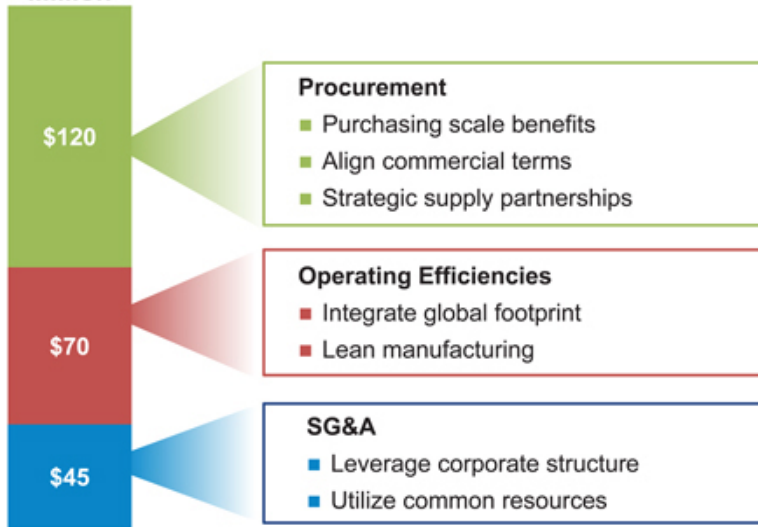 $120
Procurement
Purchasing scale benefits
Align commercial terms
Strategic supply partnerships
$70
Operating Efficiencies
Integrate global footprint
Lean manufacturing
$45
SG&A
Leverage corporate structure
Utilize common resources